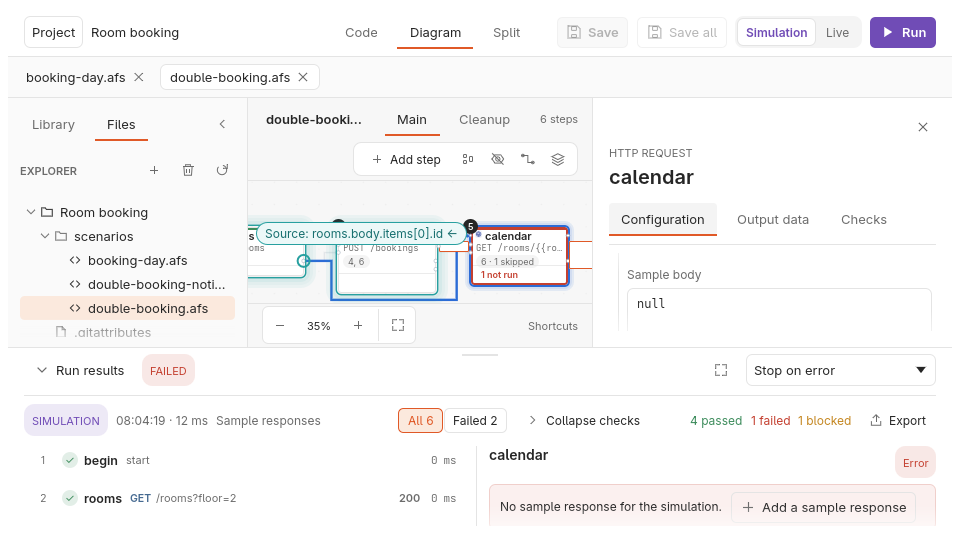 Project Room booking Code Diagram Split Save Save all Simulation Live Run
booking-day.afs double-booking.afs
Library Files
EXPLORER
Room booking
scenarios
booking-day.afs
double-booking-noti...
double-booking.afs
.gitattributes
double-booki... Main Cleanup 6 steps
Add step
Source: rooms.body.items[0].id ←
POST /bookings
4, 6
5
calendar
GET /rooms/{{ro...
6 · 1 skipped
1 not run
35%
Shortcuts
HTTP REQUEST
calendar
Configuration Output data Checks
Sample body
null
Run results FAILED Stop on error
SIMULATION 08:04:19 · 12 ms Sample responses All 6 Failed 2 Collapse checks 4 passed 1 failed 1 blocked Export
1 begin start 0 ms
2 rooms GET /rooms?floor=2 200 0 ms
calendar Error
No sample response for the simulation. Add a sample response